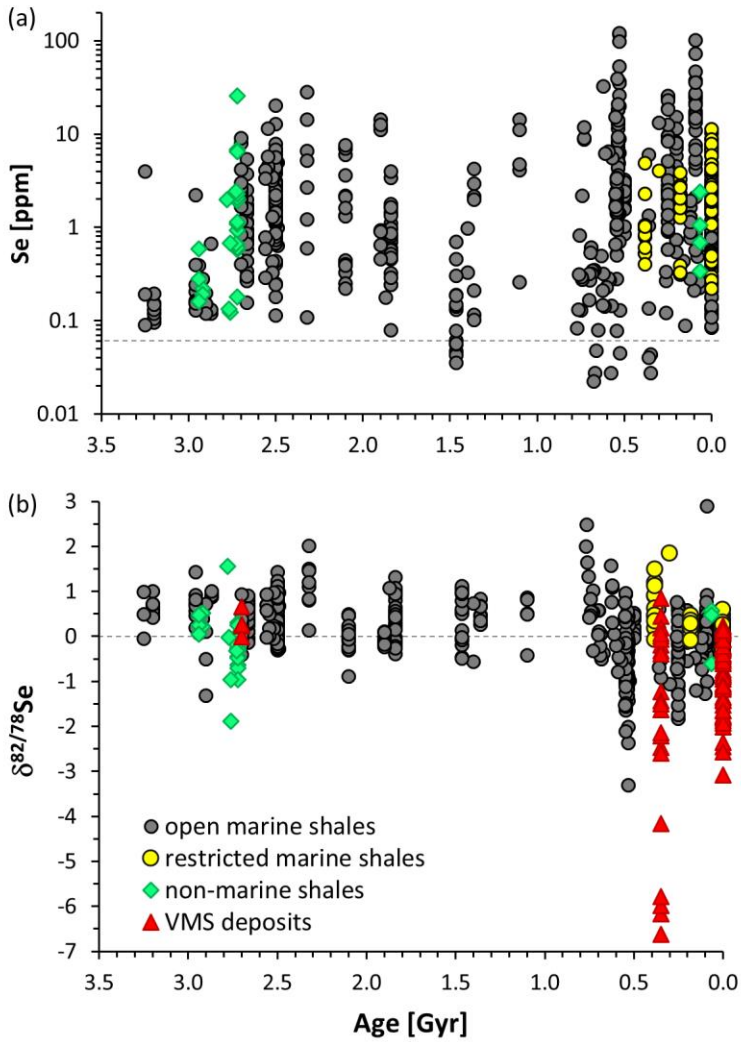 (a)
Se [ppm]
100
10
1
0.1
0.01
3.5 3.0 2.5 2.0 1.5 1.0 0.5 0.0
(b)
δ82/78Se
3
2
1
0
-1
-2
-3
-4
-5
-6
-7
open marine shales
restricted marine shales
non-marine shales
VMS deposits
3.5 3.0 2.5 2.0 1.5 1.0 0.5 0.0
Age [Gyr]